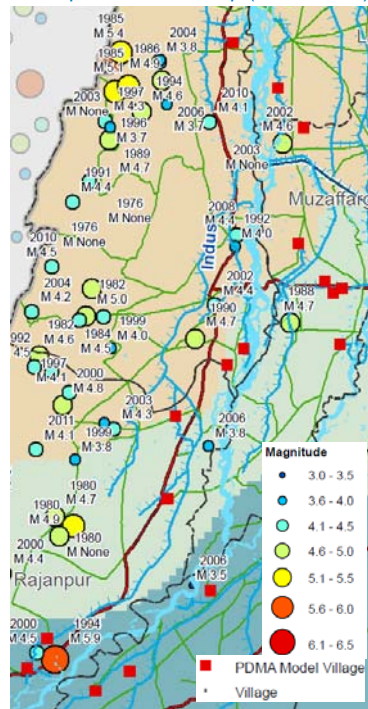 1985
M 5.4
2004
M 3.8
1986
M 4.9
1985
M 5.1
1994
M 4.6
1997
M 4.3
2010
M 4.1
2003
M None
2006
M 3.7
2002
M 4.6
1996
M 3.7
1989
M 4.7
2003
M None
1991
M 4.4
Muzaffarg
2008
M 4.4
1976
M None
1992
M 4.0
1976
M None
2010
M 4.5
Indus
2004
M 4.2
1982
M 5.0
2002
M 4.4
1988
M 4.7
1990
M 4.7
1982
M 4.6
1999
M 4.0
1984
M 4.5
992
4.5
1997
M 4.1
2000
M 4.8
2003
M 4.3
2011
M 4.1
1999
M 3.8
2006
M 3.8
1980
M 4.7
1980
M 4.9
1980
M None
2000
M 4.4
Rajanpur
2006
M 3.5
2000
M 4.5
1994
M 5.9
Magnitude
3.0 - 3.5
3.6 - 4.0
4.1 - 4.5
4.6 - 5.0
5.1 - 5.5
5.6 - 6.0
6.1 - 6.5
PDMA Model Village
Village